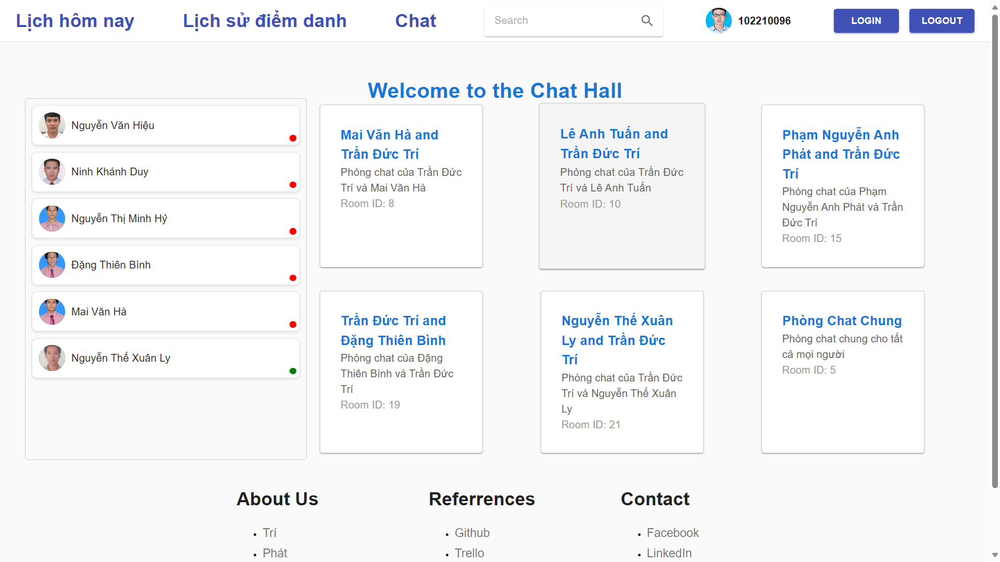 Lịch hôm nay
Lịch sử điểm danh
Chat
Search
102210096
LOGIN
LOGOUT
Welcome to the Chat Hall
Nguyễn Văn Hiệu
Ninh Khánh Duy
Nguyễn Thị Minh Hỷ
Đặng Thiên Bình
Mai Văn Hà
Nguyễn Thế Xuân Ly
Mai Văn Hà and
Trần Đức Trí
Phòng chat của Trần Đức
Trí và Mai Văn Hà
Room ID: 8
Lê Anh Tuấn and
Trần Đức Trí
Phòng chat của Trần Đức
Trí và Lê Anh Tuấn
Room ID: 10
Phạm Nguyễn Anh
Phát and Trần Đức
Trí
Phòng chat của Phạm
Nguyễn Anh Phát và Trần
Đức Trí
Room ID: 15
Trần Đức Trí and
Đặng Thiên Bình
Phòng chat của Đặng
Thiên Bình và Trần Đức
Trí
Room ID: 19
Nguyễn Thế Xuân
Ly and Trần Đức
Trí
Phòng chat của Trần Đức
Trí và Nguyễn Thế Xuân
Ly
Room ID: 21
Phòng Chat Chung
Phòng chat chung cho tất
cả mọi người
Room ID: 5
About Us
Trí
Phát
Referrences
Github
Trello
Contact
Facebook
LinkedIn